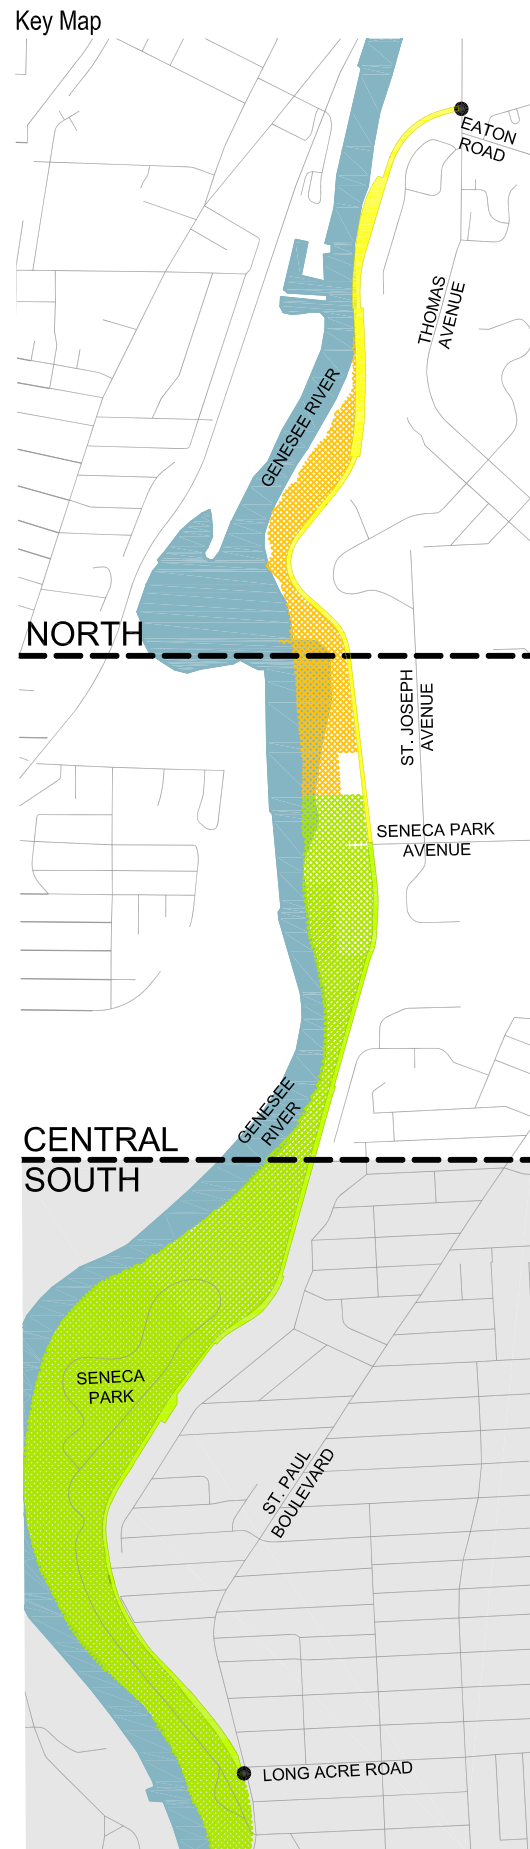 Key Map
EATON
ROAD
THOMAS
AVENUE
GENESEE RIVER
NORTH
ST. JOSEPH
AVENUE
SENECA PARK
AVENUE
GENESEE
RIVER
CENTRAL
SOUTH
SENECA
PARK
ST. PAUL
BOULEVARD
LONG ACRE ROAD